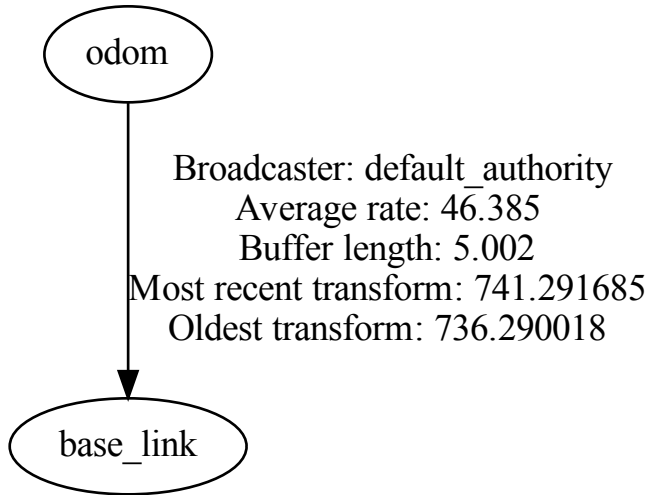 odom
Broadcaster: default_authority
Average rate: 46.385
Buffer length: 5.002
Most recent transform: 741.291685
Oldest transform: 736.290018
base_link